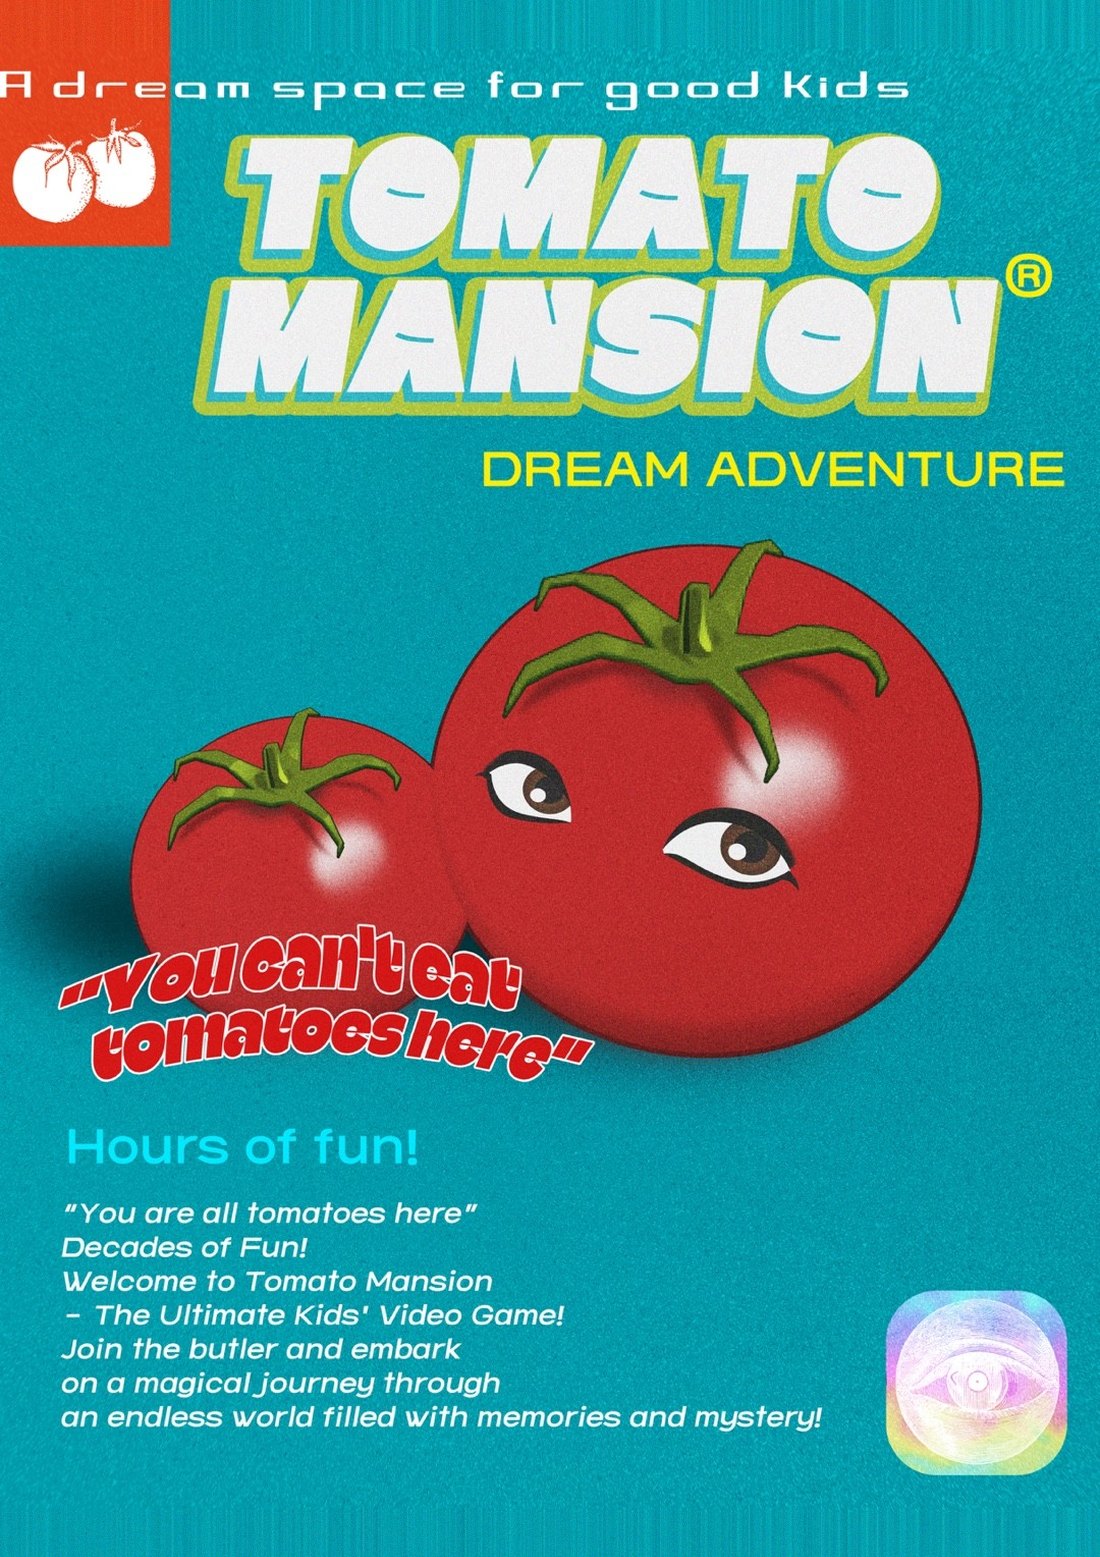 A dream space for good kids
TOMATO
MANSION®
DREAM ADVENTURE
"You can't eat
tomatoes here"
Hours of fun!
"You are all tomatoes here"
Decades of Fun!
Welcome to Tomato Mansion
- The Ultimate Kids' Video Game!
Join the butler and embark
on a magical journey through
an endless world filled with memories and mystery!